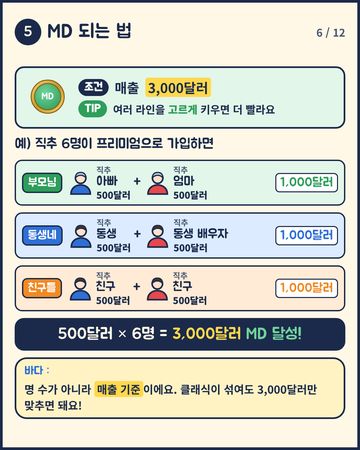 5 MD 되는 법
6 / 12
MD
조건 매출 3,000달러
TIP 여러 라인을 고르게 키우면 더 빨라요
예) 직추 6명이 프리미엄으로 가입하면
부모님
직추 직추
아빠 + 엄마
500달러 500달러
1,000달러
동생네
직추 직추
동생 + 동생 배우자
500달러 500달러
1,000달러
친구들
직추 직추
친구 + 친구
500달러 500달러
1,000달러
500달러 × 6명 = 3,000달러 MD 달성!
바다 :
명 수가 아니라 매출 기준이에요. 클래식이 섞여도 3,000달러만
맞추면 돼요!